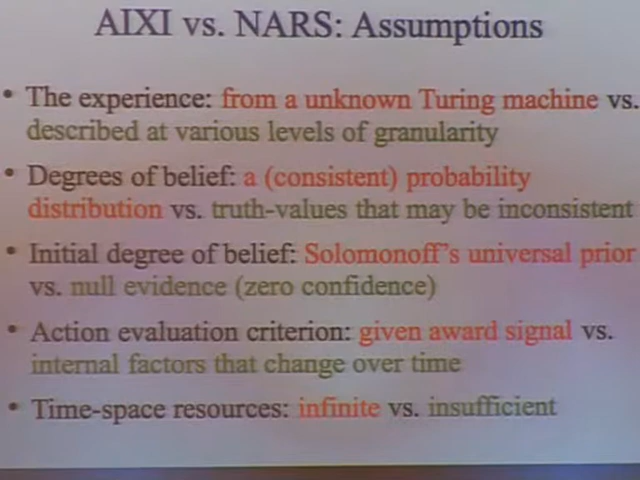 AIXI vs. NARS: Assumptions
• The experience: from a unknown Turing machine vs.
described at various levels of granularity
• Degrees of belief: a (consistent) probability
distribution vs. truth-values that may be inconsistent
• Initial degree of belief: Solomonoff's universal prior
vs. null evidence (zero confidence)
• Action evaluation criterion: given award signal vs.
internal factors that change over time
• Time-space resources: infinite vs. insufficient